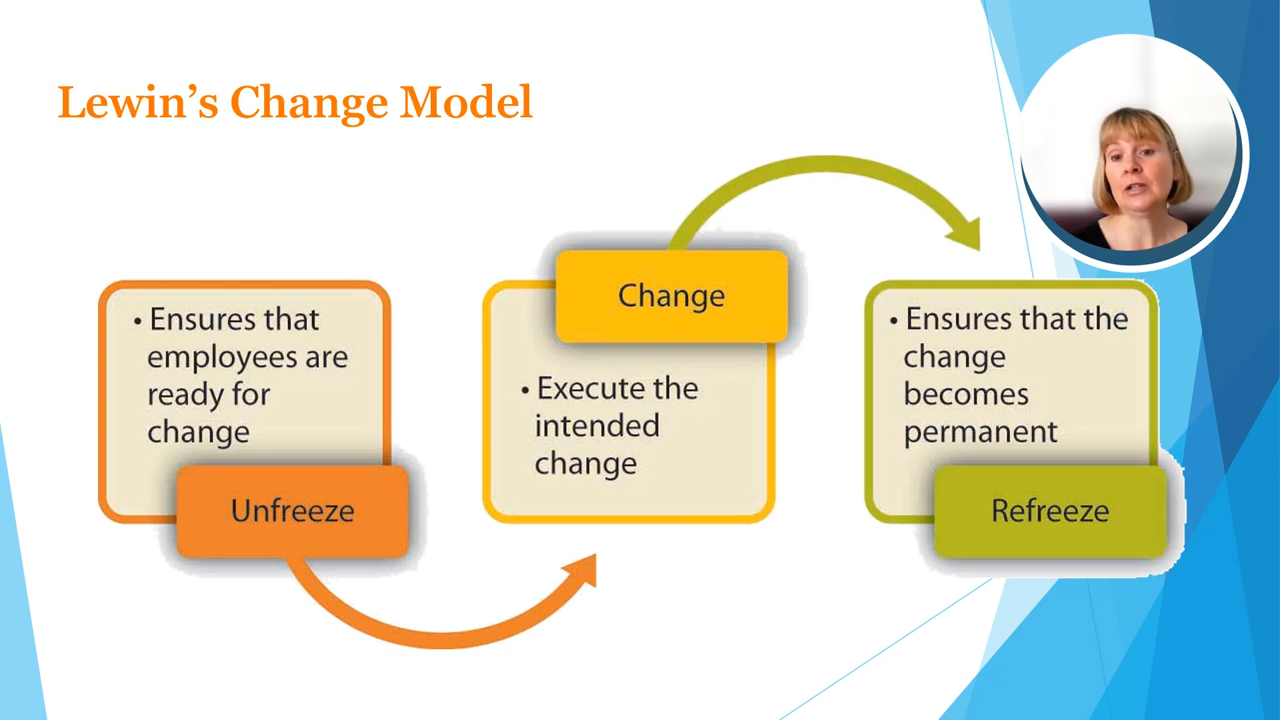 Lewin’s Change Model
• Ensures that
employees are
ready for
change
Unfreeze
Change
• Execute the
intended
change
• Ensures that the
change
becomes
permanent
Refreeze